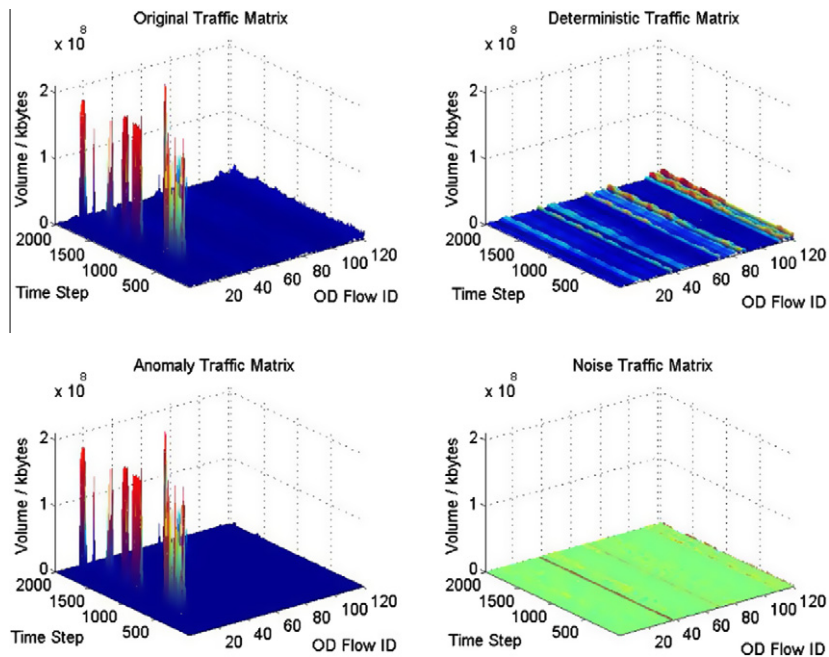 Original Traffic Matrix
x 10^8
Volume / kbytes
2
1
0
2000
1500
1000
500
Time Step
20
40
60
80
100
120
OD Flow ID
Deterministic Traffic Matrix
x 10^8
Volume / kbytes
2
1
0
2000
1500
1000
500
Time Step
20
40
60
80
100
120
OD Flow ID
Anomaly Traffic Matrix
x 10^8
Volume / kbytes
2
1
0
2000
1500
1000
500
Time Step
20
40
60
80
100
120
OD Flow ID
Noise Traffic Matrix
x 10^8
Volume / kbytes
2
1
0
2000
1500
1000
500
Time Step
20
40
60
80
100
120
OD Flow ID